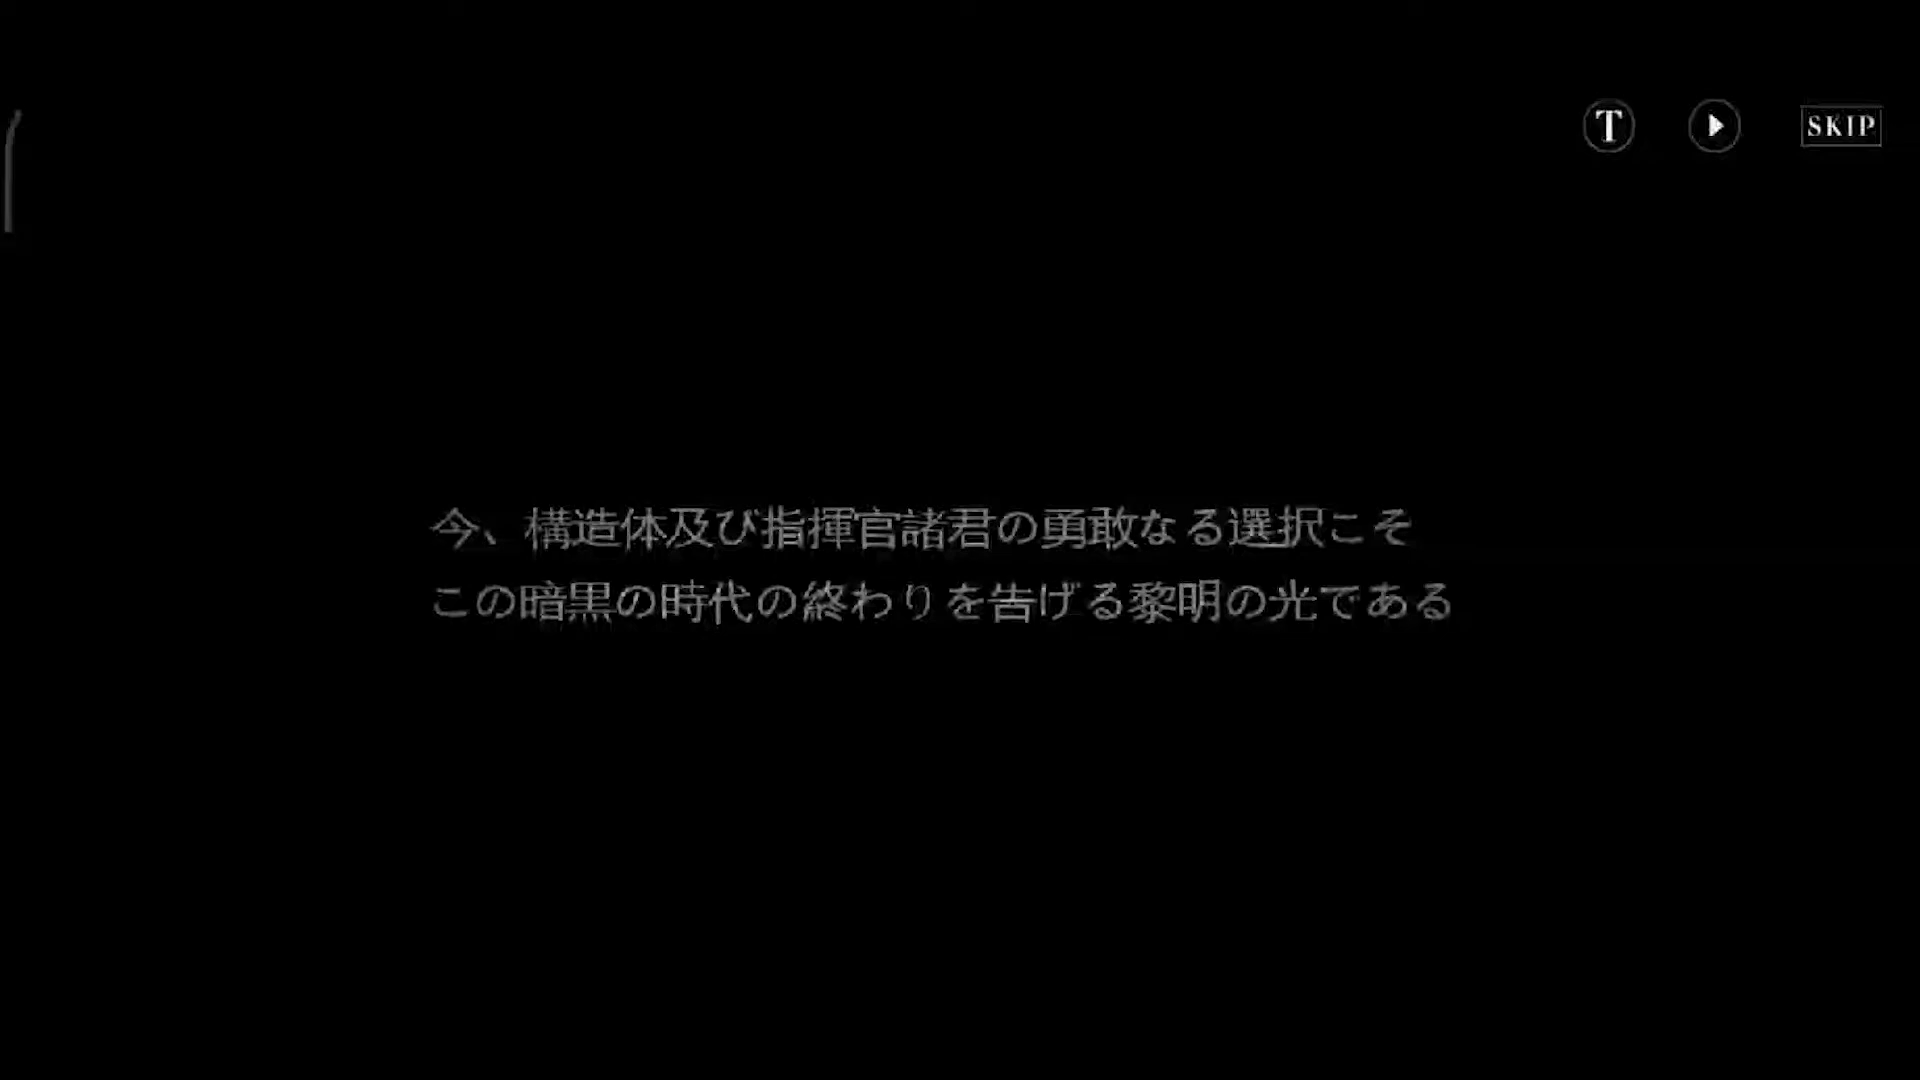 T
SKIP
今、構造体及び指揮官諸君の勇敢なる選択こそ
この暗黒の時代の終わりを告げる黎明の光である